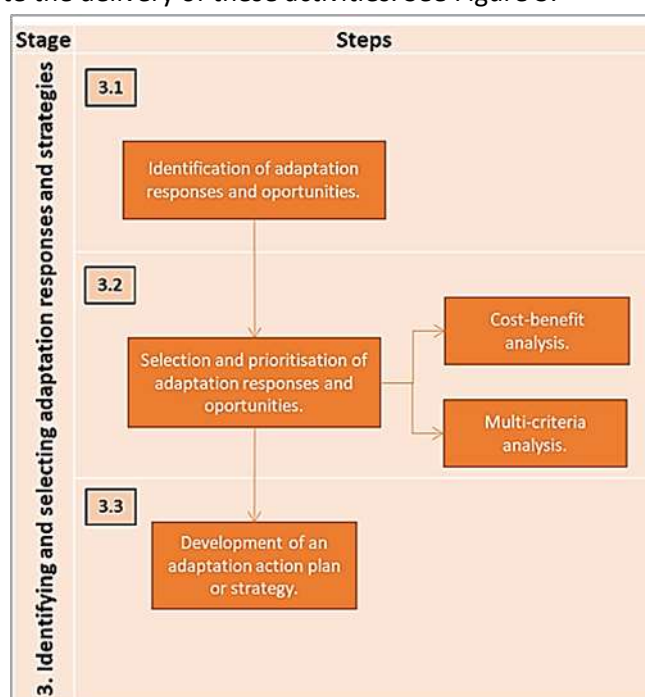 te the delivery of these activities. See Figure 3.
Stage
Steps
3. Identifying and selecting adaptation responses and strategies
3.1
Identification of adaptation
responses and oportunities.
3.2
Selection and prioritisation of
adaptation responses and
oportunities.
Cost-benefit
analysis.
Multi-criteria
analysis.
3.3
Development of an
adaptation action plan
or strategy.